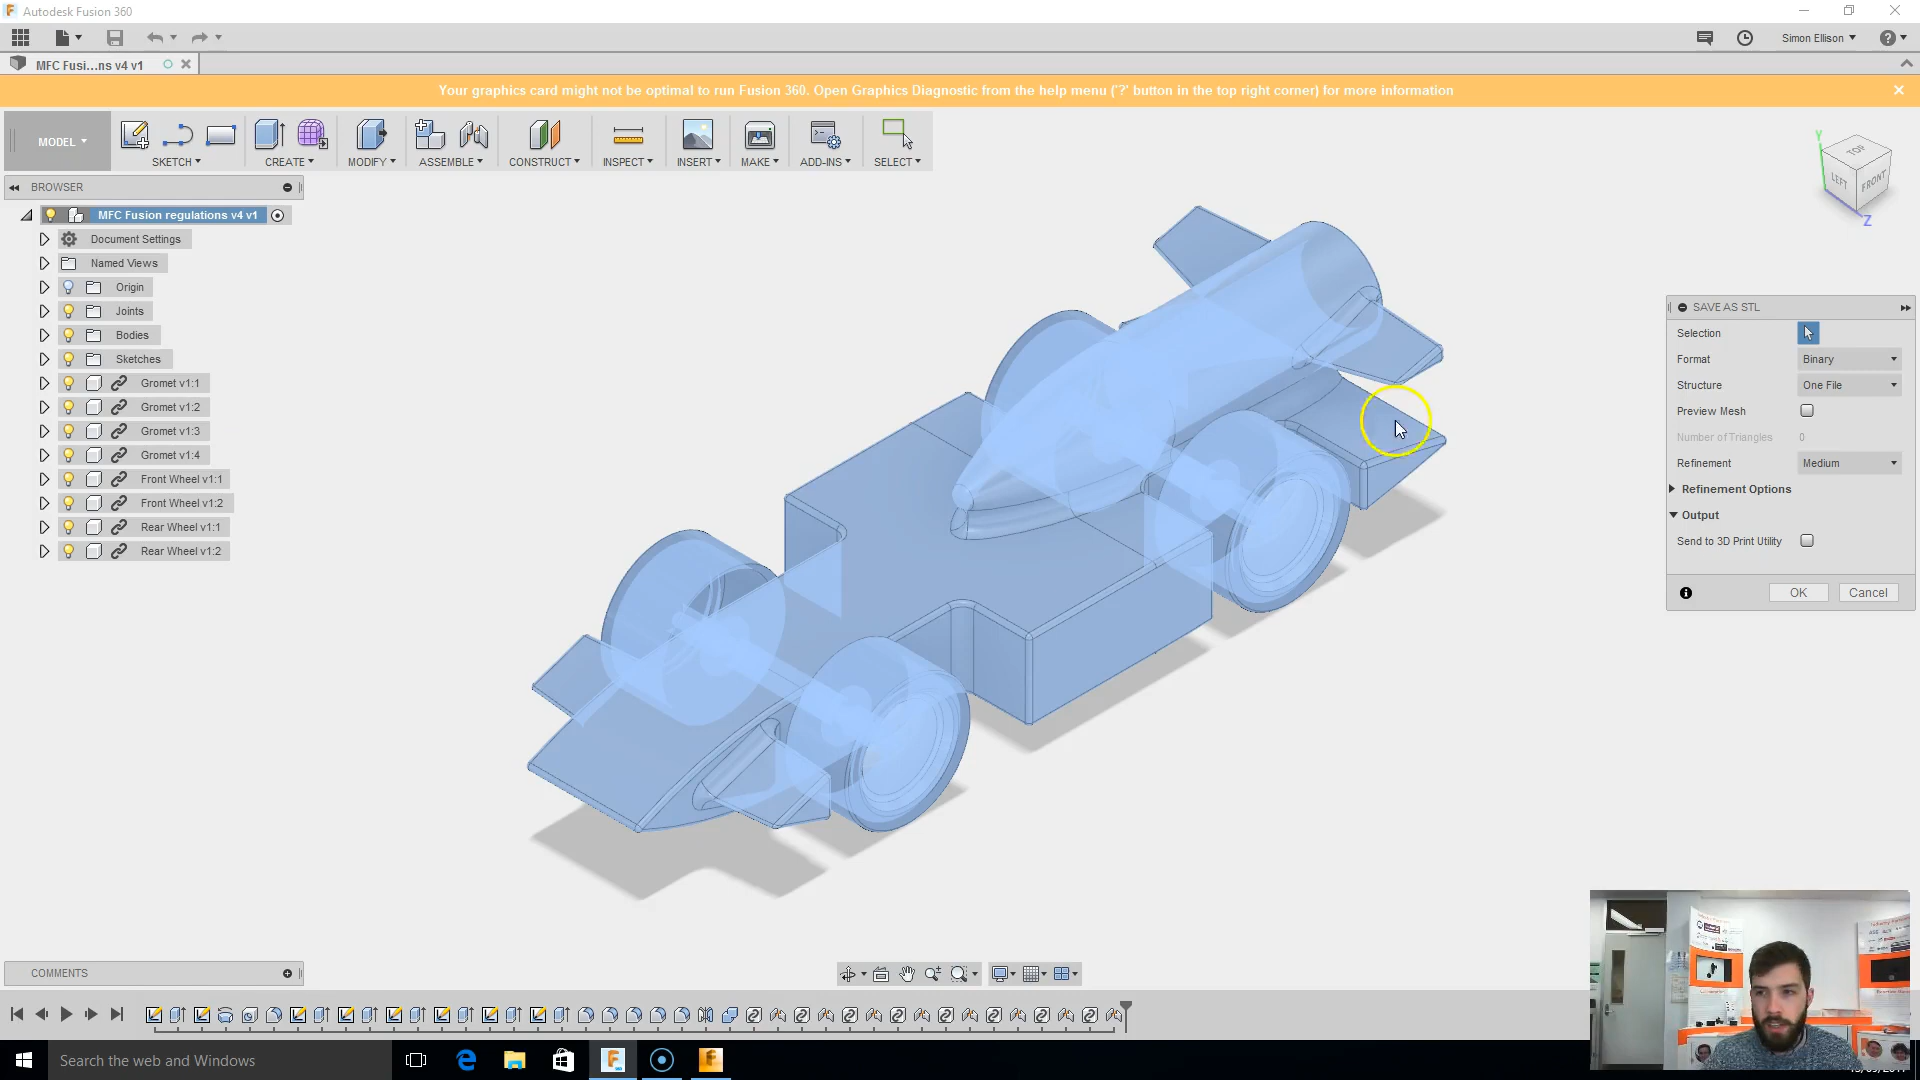 Autodesk Fusion 360
Simon Ellison
MFC Fusi...ns v4 v1
Your graphics card might not be optimal to run Fusion 360. Open Graphics Diagnostic from the help menu ('?' button in the top right corner) for more information
MODEL
SKETCH
CREATE
MODIFY
ASSEMBLE
CONSTRUCT
INSPECT
INSERT
MAKE
ADD-INS
SELECT
Y
TOP
LEFT
FRONT
Z
BROWSER
MFC Fusion regulations v4 v1
Document Settings
Named Views
Origin
Joints
Bodies
Sketches
Gromet v1:1
Gromet v1:2
Gromet v1:3
Gromet v1:4
Front Wheel v1:1
Front Wheel v1:2
Rear Wheel v1:1
Rear Wheel v1:2
SAVE AS STL
Selection
Format Binary
Structure One File
Preview Mesh
Number of Triangles 0
Refinement Medium
Refinement Options
Output
Send to 3D Print Utility
OK Cancel
COMMENTS
Search the web and Windows